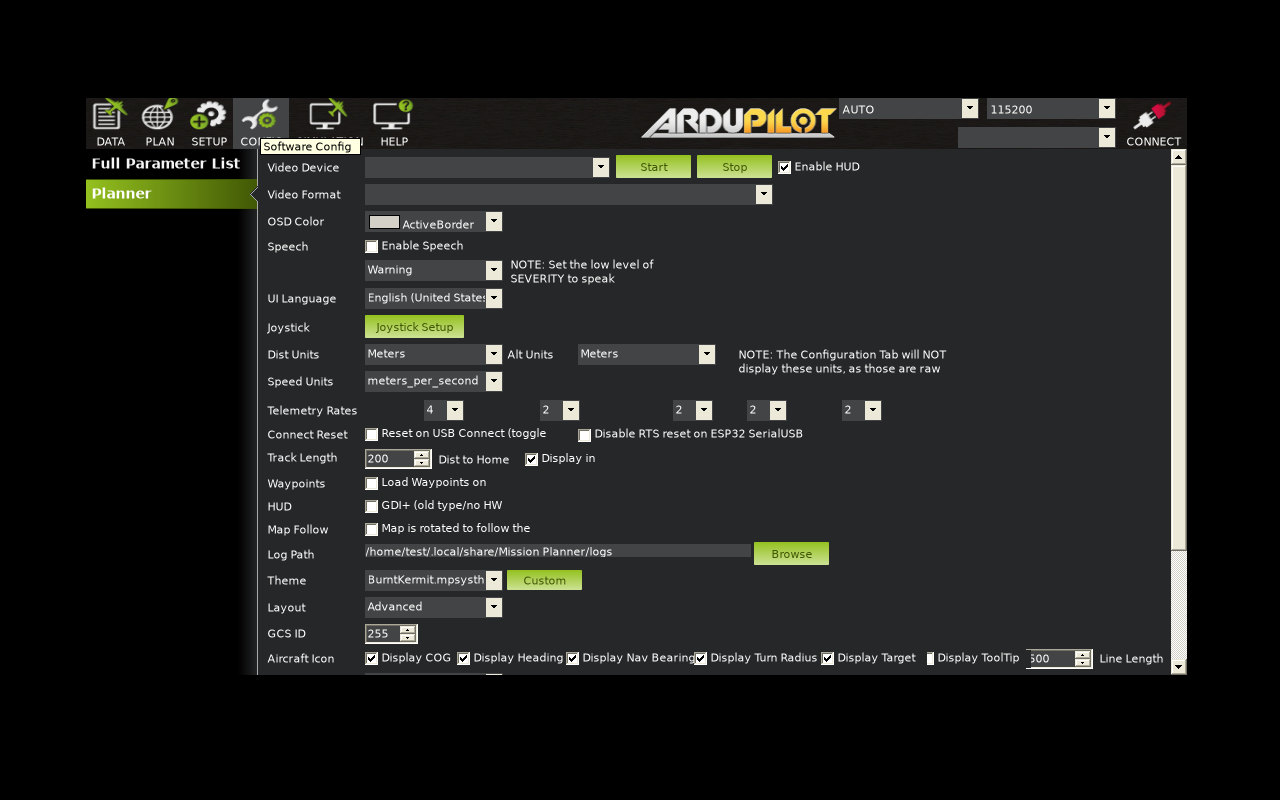 DATA PLAN SETUP HELP ARDUPILOT AUTO 115200 CONNECT
Software Config
Full Parameter List
Planner
Video Device Start Stop Enable HUD
Video Format
OSD Color ActiveBorder
Speech Enable Speech
Warning NOTE: Set the low level of
SEVERITY to speak
UI Language English (United States
Joystick Joystick Setup
Dist Units Meters Alt Units Meters NOTE: The Configuration Tab will NOT
display these units, as those are raw
Speed Units meters_per_second
Telemetry Rates 4 2 2 2 2
Connect Reset Reset on USB Connect (toggle Disable RTS reset on ESP32 SerialUSB
Track Length 200 Dist to Home Display in
Waypoints Load Waypoints on
HUD GDI+ (old type/no HW
Map Follow Map is rotated to follow the
Log Path /home/test/.local/share/Mission Planner/logs Browse
Theme BurntKermit.mpsysth Custom
Layout Advanced
GCS ID 255
Aircraft Icon Display COG Display Heading Display Nav Bearing Display Turn Radius Display Target Display ToolTip 500 Line Length